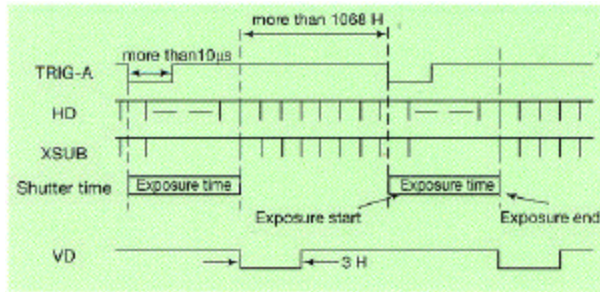 more than 1068 H
more than10µs
TRIG-A
HD
XSUB
Shutter time
Exposure time
Exposure time
Exposure start
Exposure end
VD
3 H